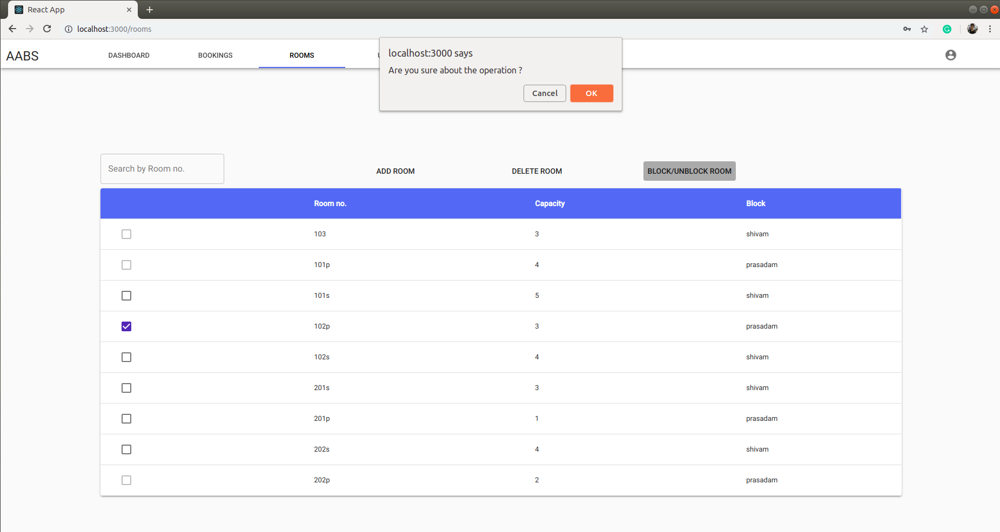 React App
localhost:3000/rooms
AABS
DASHBOARD
BOOKINGS
ROOMS
localhost:3000 says
Are you sure about the operation ?
Cancel
OK
Search by Room no.
ADD ROOM
DELETE ROOM
BLOCK/UNBLOCK ROOM
Room no. Capacity Block
103 3 shivam
101p 4 prasadam
101s 5 shivam
102p 3 prasadam
102s 4 shivam
201s 3 shivam
201p 1 prasadam
202s 4 shivam
202p 2 prasadam